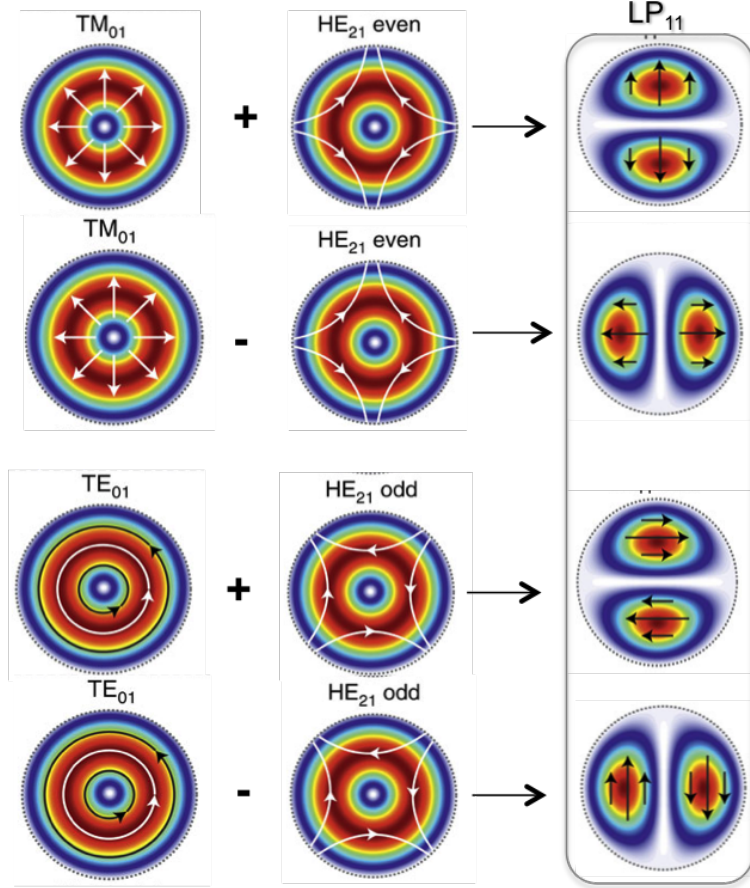 LP₁₁
TM₀₁
HE₂₁ even
+
TM₀₁
HE₂₁ even
-
TE₀₁
HE₂₁ odd
+
TE₀₁
HE₂₁ odd
-